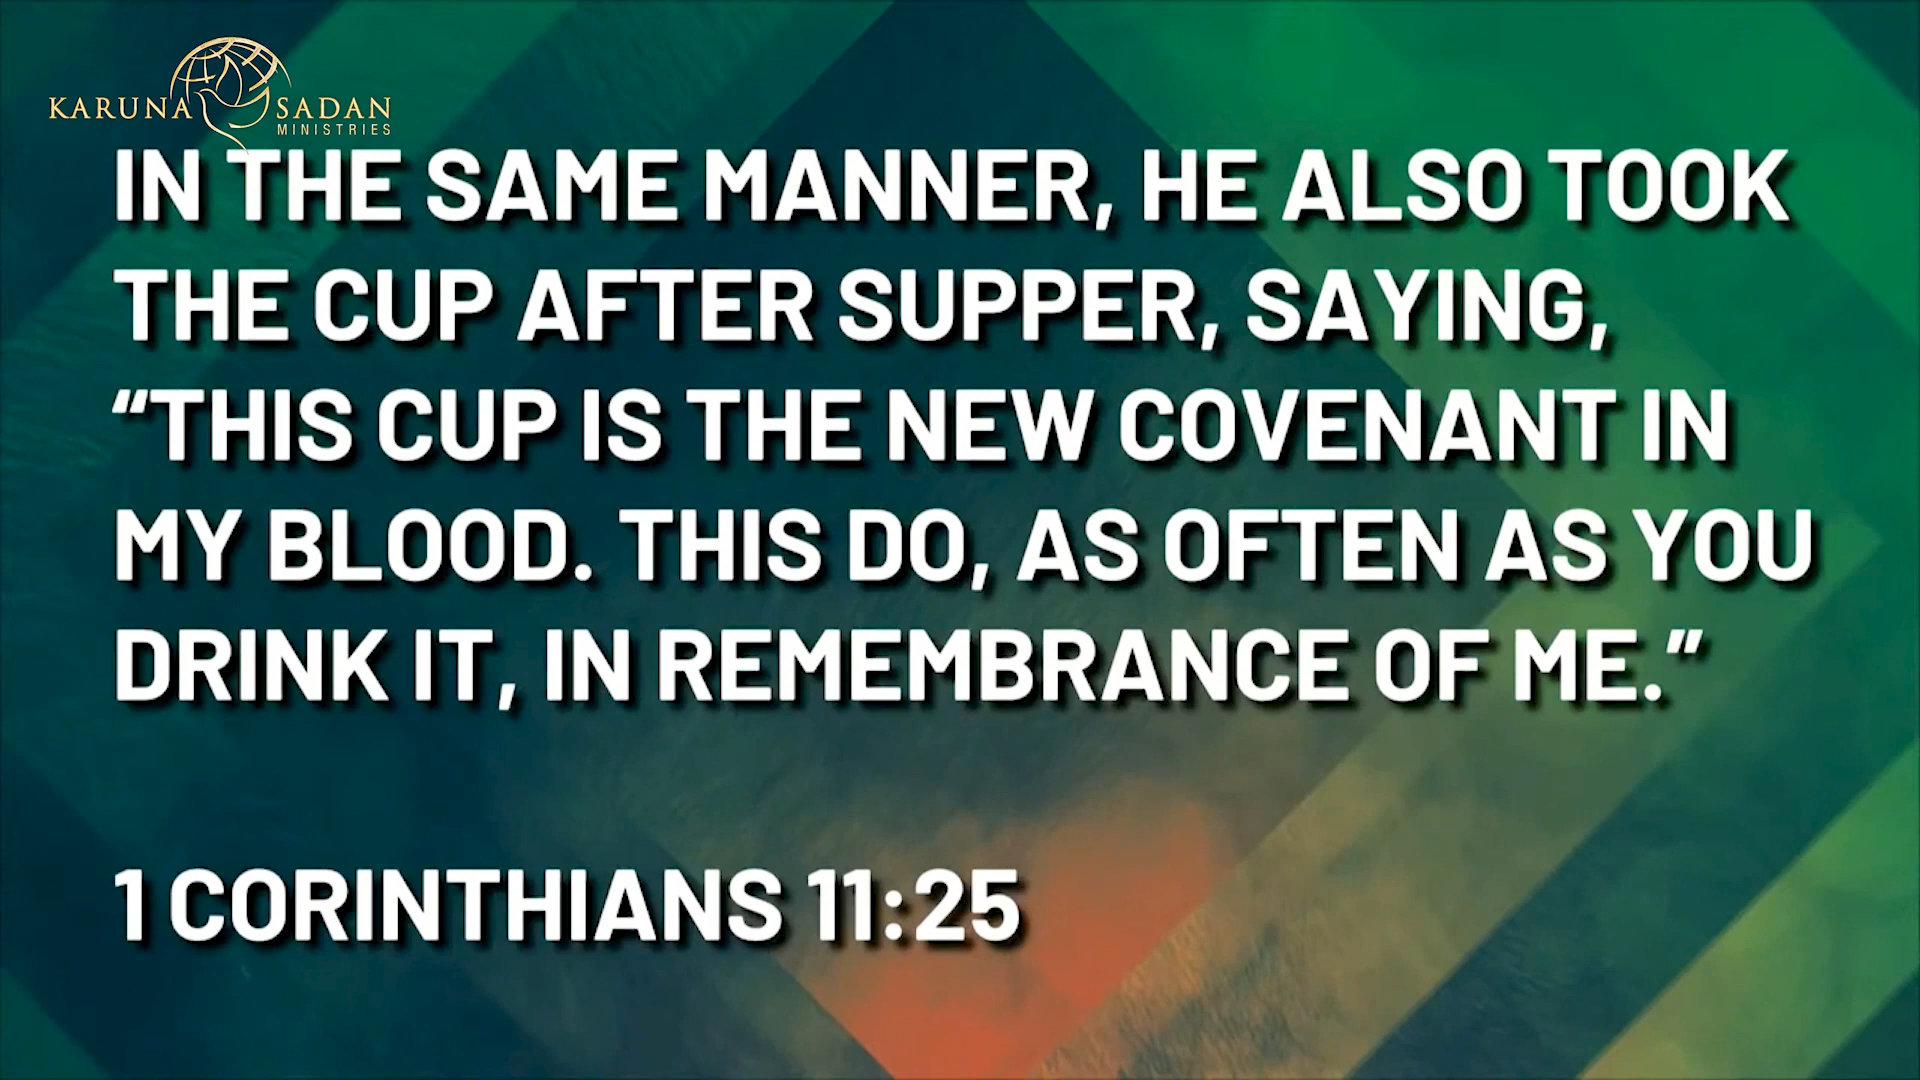 KARUNA SADAN
MINISTRIES
IN THE SAME MANNER, HE ALSO TOOK
THE CUP AFTER SUPPER, SAYING,
“THIS CUP IS THE NEW COVENANT IN
MY BLOOD. THIS DO, AS OFTEN AS YOU
DRINK IT, IN REMEMBRANCE OF ME.”
1 CORINTHIANS 11:25